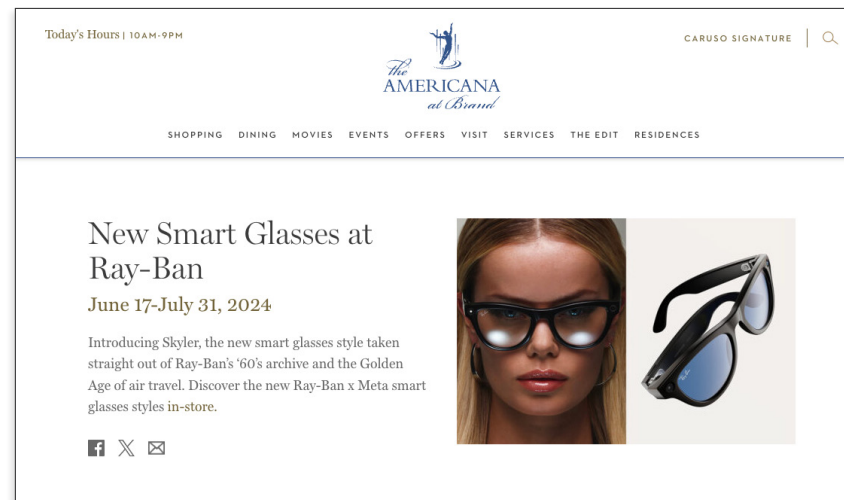 Today's Hours | 10AM-9PM
CARUSO SIGNATURE
the
AMERICANA
at Brand
SHOPPING DINING MOVIES EVENTS OFFERS VISIT SERVICES THE EDIT RESIDENCES
New Smart Glasses at
Ray-Ban
June 17-July 31, 2024
Introducing Skyler, the new smart glasses style taken
straight out of Ray-Ban's ‘60's archive and the Golden
Age of air travel. Discover the new Ray-Ban x Meta smart
glasses styles in-store.
Ray-Ban